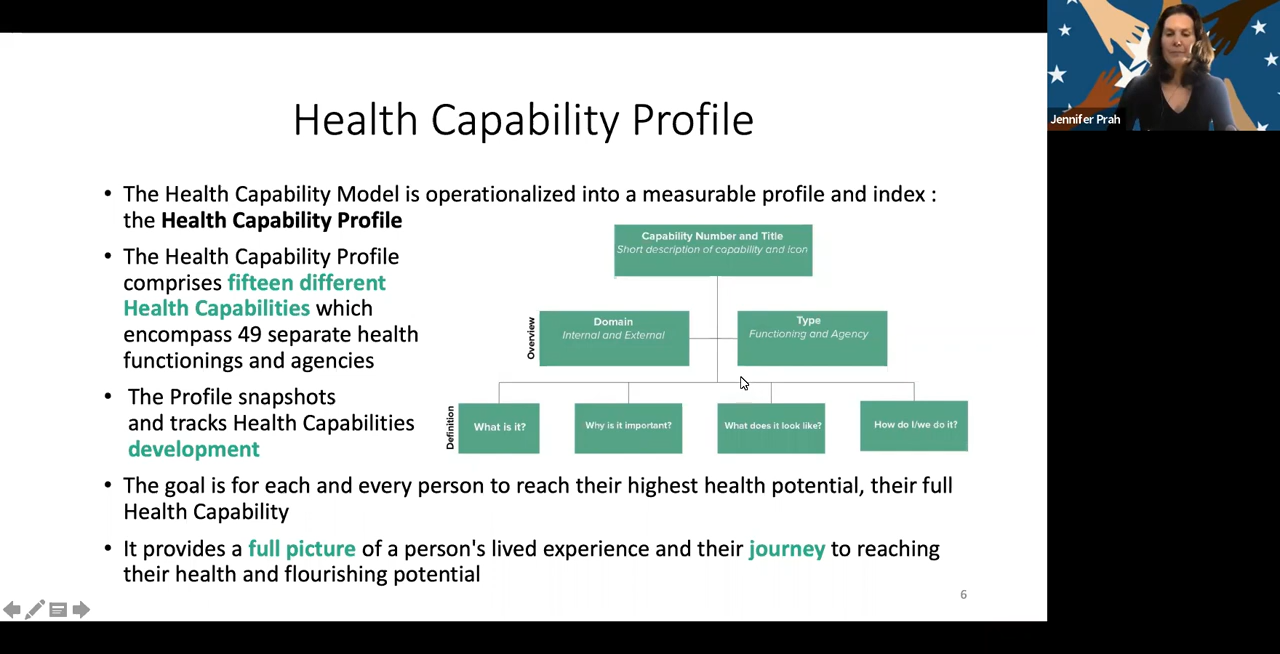 Health Capability Profile
• The Health Capability Model is operationalized into a measurable profile and index :
the Health Capability Profile
• The Health Capability Profile
comprises fifteen different
Health Capabilities which
encompass 49 separate health
functionings and agencies
• The Profile snapshots
and tracks Health Capabilities
development
Capability Number and Title
Short description of capability and Icon
Overview
Domain
Internal and External
Type
Functioning and Agency
Definition
What is it?
Why is it important?
What does it look like?
How do I/we do it?
• The goal is for each and every person to reach their highest health potential, their full
Health Capability
• It provides a full picture of a person's lived experience and their journey to reaching
their health and flourishing potential
6
Jennifer Prah